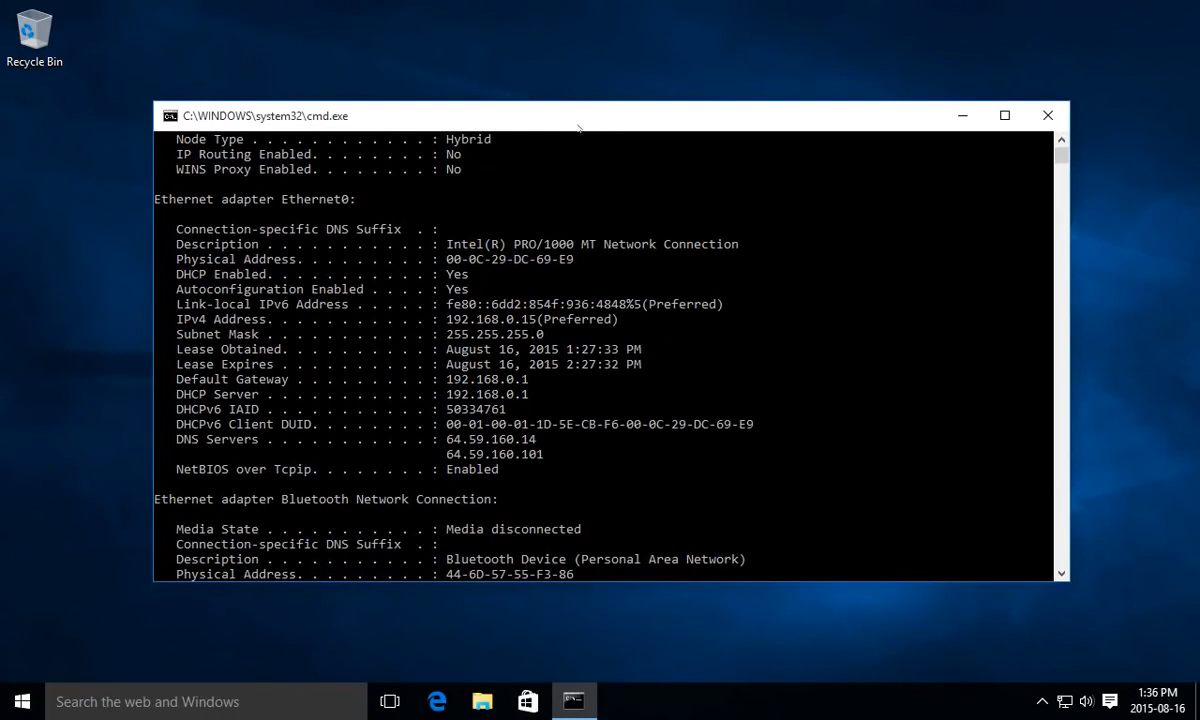 Recycle Bin
C:\WINDOWS\system32\cmd.exe
Node Type . . . . . . . . . . . . : Hybrid
IP Routing Enabled. . . . . . . . : No
WINS Proxy Enabled. . . . . . . . : No
Ethernet adapter Ethernet0:
Connection-specific DNS Suffix  . :
Description . . . . . . . . . . . : Intel(R) PRO/1000 MT Network Connection
Physical Address. . . . . . . . . : 00-0C-29-DC-69-E9
DHCP Enabled. . . . . . . . . . . : Yes
Autoconfiguration Enabled . . . . : Yes
Link-local IPv6 Address . . . . . : fe80::6dd2:854f:936:4848%5(Preferred)
IPv4 Address. . . . . . . . . . . : 192.168.0.15(Preferred)
Subnet Mask . . . . . . . . . . . : 255.255.255.0
Lease Obtained. . . . . . . . . . : August 16, 2015 1:27:33 PM
Lease Expires . . . . . . . . . . : August 16, 2015 2:27:32 PM
Default Gateway . . . . . . . . . : 192.168.0.1
DHCP Server . . . . . . . . . . . : 192.168.0.1
DHCPv6 IAID . . . . . . . . . . . : 50334761
DHCPv6 Client DUID. . . . . . . . : 00-01-00-01-1D-5E-CB-F6-00-0C-29-DC-69-E9
DNS Servers . . . . . . . . . . . : 64.59.160.14
64.59.160.101
NetBIOS over Tcpip. . . . . . . . : Enabled
Ethernet adapter Bluetooth Network Connection:
Media State . . . . . . . . . . . : Media disconnected
Connection-specific DNS Suffix  . :
Description . . . . . . . . . . . : Bluetooth Device (Personal Area Network)
Physical Address. . . . . . . . . : 44-6D-57-55-F3-86
Search the web and Windows
1:36 PM
2015-08-16